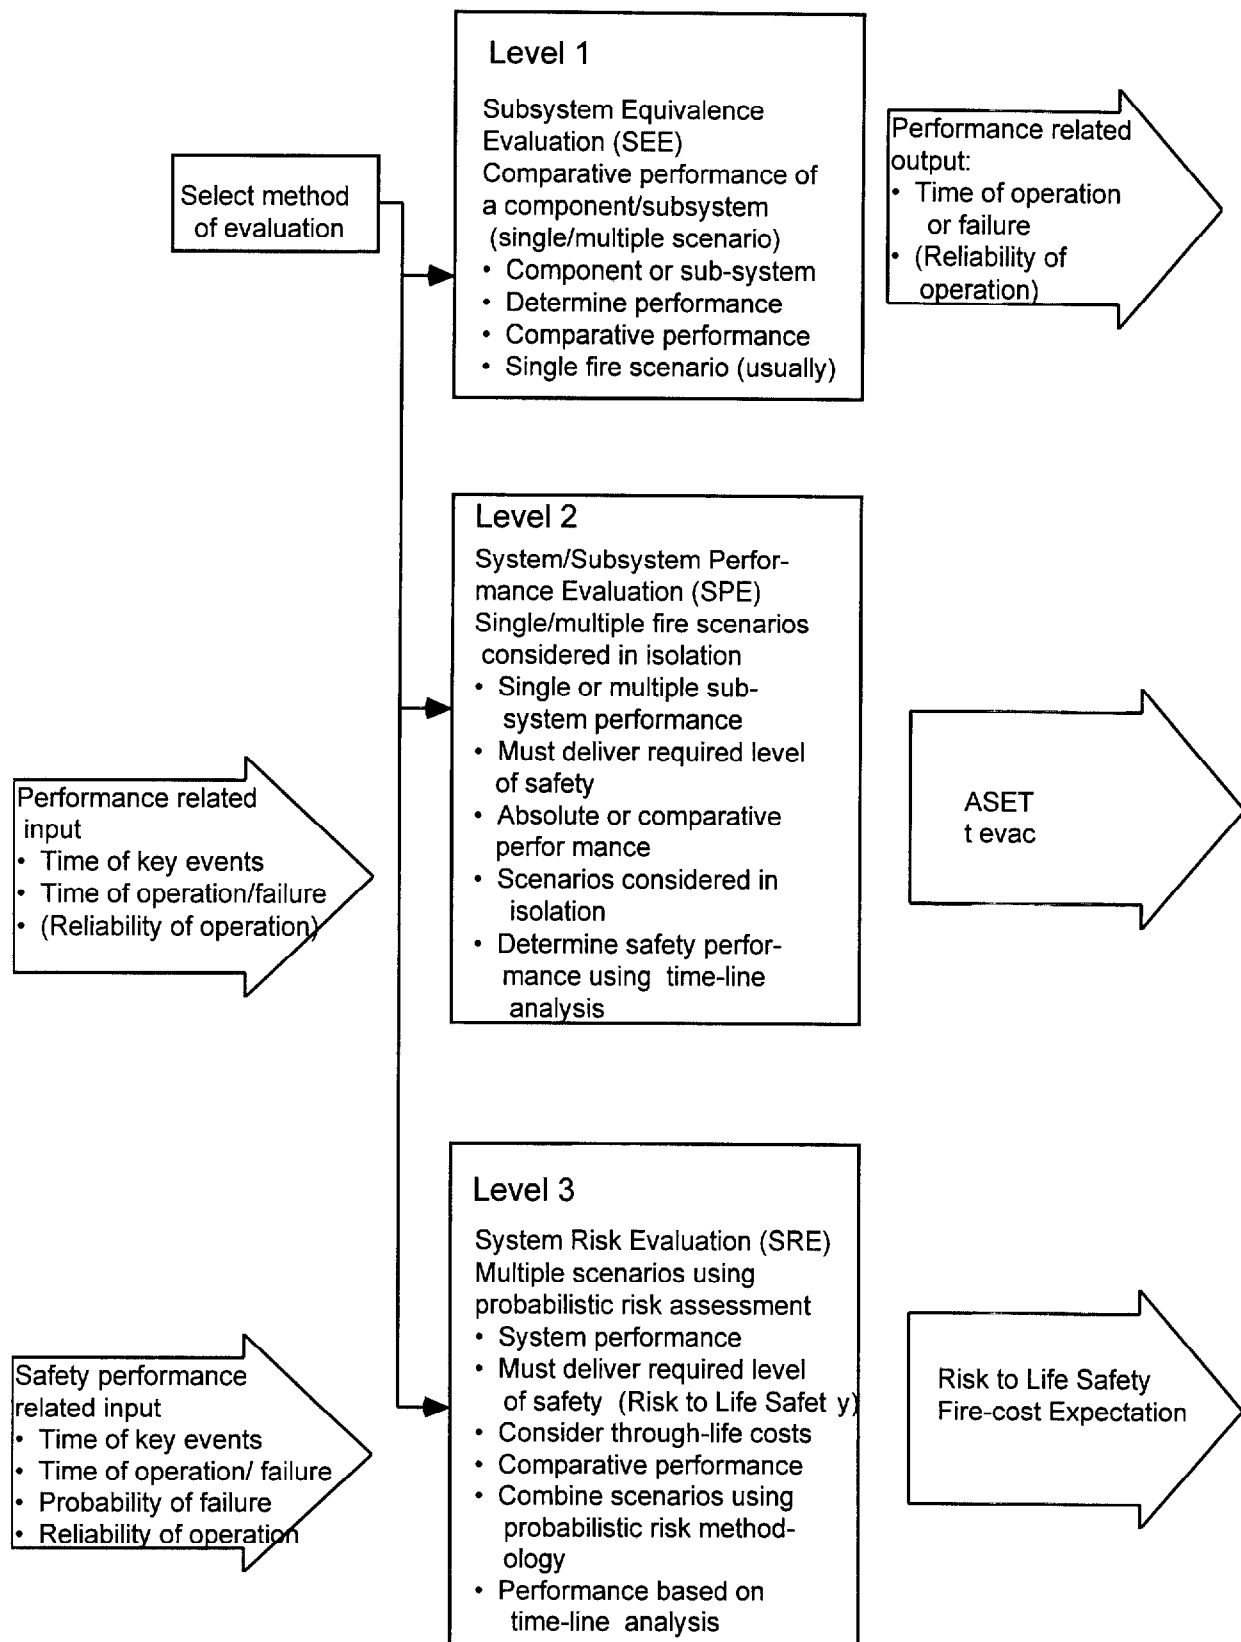 Select method
of evaluation
Level 1
Subsystem Equivalence
Evaluation (SEE)
Comparative performance of
a component/subsystem
(single/multiple scenario)
• Component or sub-system
• Determine performance
• Comparative performance
• Single fire scenario (usually)
Performance related
output:
• Time of operation
or failure
• (Reliability of
operation)
Performance related
input
• Time of key events
• Time of operation/failure
• (Reliability of operation)
Level 2
System/Subsystem Perfor-
mance Evaluation (SPE)
Single/multiple fire scenarios
considered in isolation
• Single or multiple sub-
system performance
• Must deliver required level
of safety
• Absolute or comparative
perfor mance
• Scenarios considered in
isolation
• Determine safety perfor-
mance using time-line
analysis
ASET
t evac
Safety performance
related input
• Time of key events
• Time of operation/ failure
• Probability of failure
• Reliability of operation
Level 3
System Risk Evaluation (SRE)
Multiple scenarios using
probabilistic risk assessment
• System performance
• Must deliver required level
of safety (Risk to Life Safet y)
• Consider through-life costs
• Comparative performance
• Combine scenarios using
probabilistic risk method-
ology
• Performance based on
time-line analysis
Risk to Life Safety
Fire-cost Expectation